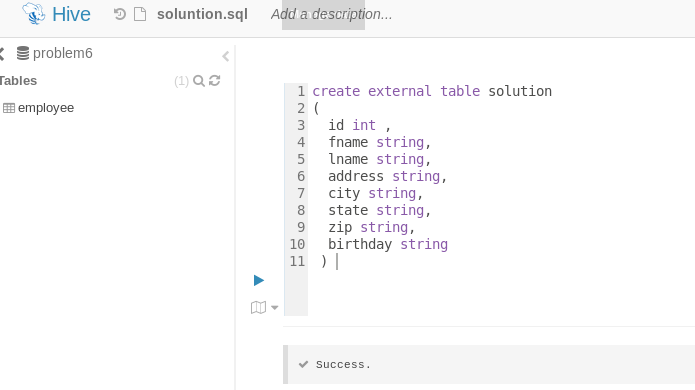 Hive soluntion.sql Add a description...
problem6
Tables (1)
employee
1 create external table solution
2 (
3 id int ,
4 fname string,
5 lname string,
6 address string,
7 city string,
8 state string,
9 zip string,
10 birthday string
11 )
Success.